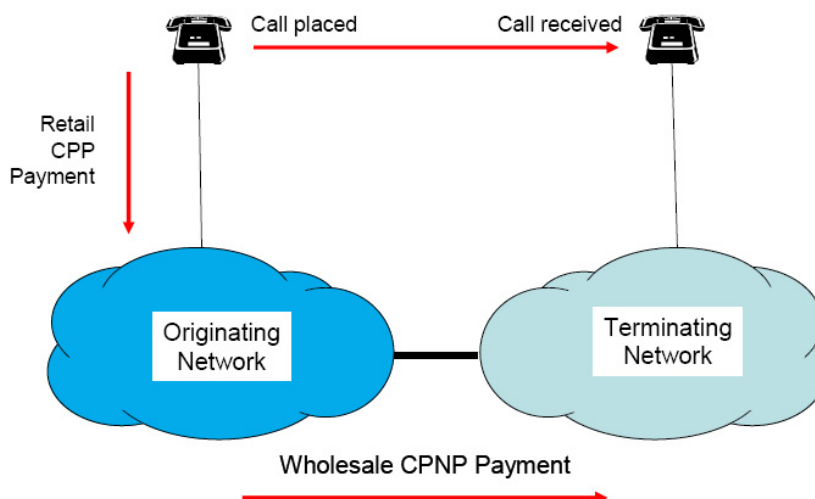 Call placed
Call received
Retail
CPP
Payment
Originating
Network
Terminating
Network
Wholesale CPNP Payment